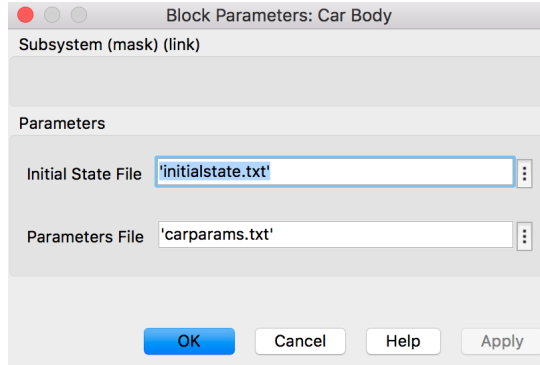 Block Parameters: Car Body
Subsystem (mask) (link)
Parameters
Initial State File 'initialstate.txt'
Parameters File 'carparams.txt'
OK Cancel Help Apply